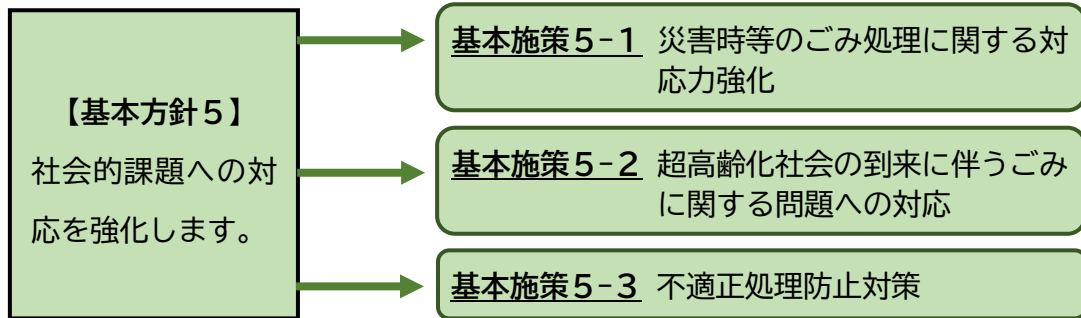 【基本方針５】
社会的課題への対
応を強化します。
基本施策５-１ 災害時等のごみ処理に関する対
応力強化
基本施策５-２ 超高齢化社会の到来に伴うごみ
に関する問題への対応
基本施策５-３ 不適正処理防止対策